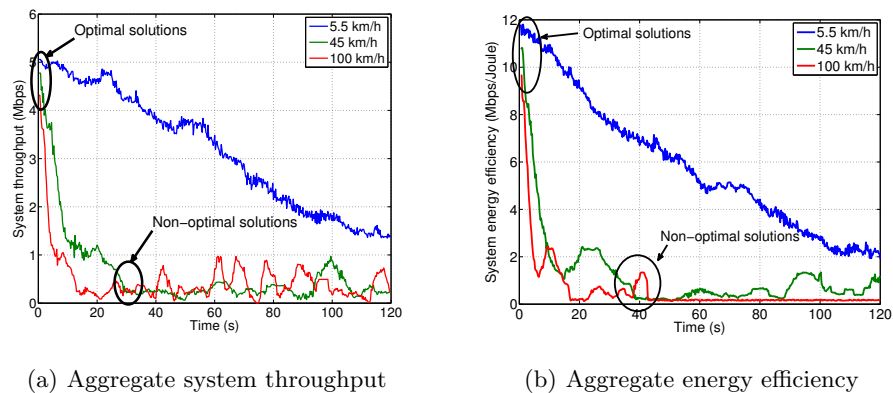 Optimal solutions
5.5 km/h
45 km/h
100 km/h
6
5
4
3
2
1
0
System throughput (Mbps)
Non-optimal solutions
0 20 40 60 80 100 120
Time (s)
(a) Aggregate system throughput
Optimal solutions
5.5 km/h
45 km/h
100 km/h
12
10
8
6
4
2
0
System energy efficiency (Mbps/Joule)
Non-optimal solutions
0 20 40 60 80 100 120
Time (s)
(b) Aggregate energy efficiency